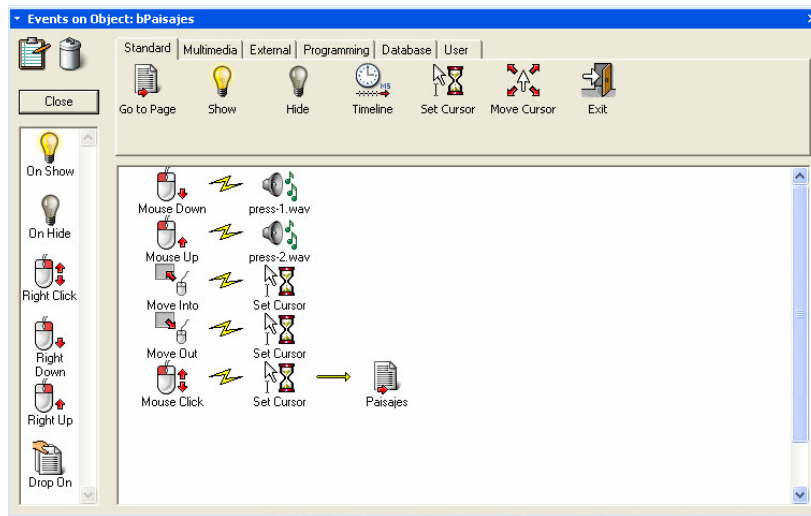 Events on Object: bPaisajes
Standard Multimedia External Programming Database User
Close
MS
Go to Page Show Hide Timeline Set Cursor Move Cursor Exit
On Show
On Hide
Right Click
Right
Down
Right Up
Drop On
Mouse Down press-1.wav
Mouse Up press-2.wav
Move Into Set Cursor
Move Out Set Cursor
Mouse Click Set Cursor Paisajes